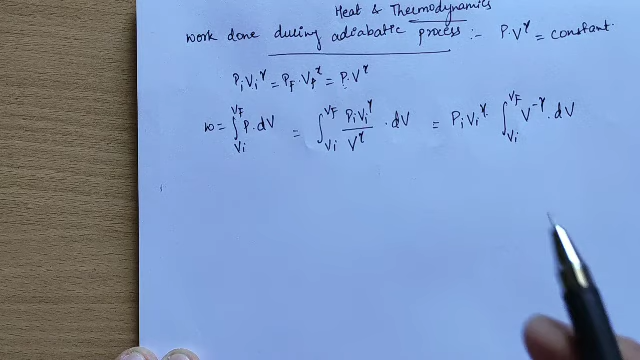 Heat & Thermodynamics
work done during adiabatic process :- P·V^γ = constant.
P_i V_i^γ = P_F · V_f^γ = P·V^γ
w = ∫_{V_i}^{V_F} P·dV = ∫_{V_i}^{V_F} P_i V_i^γ / V^γ · dV = P_i V_i^γ · ∫_{V_i}^{V_F} V^{-γ} · dV